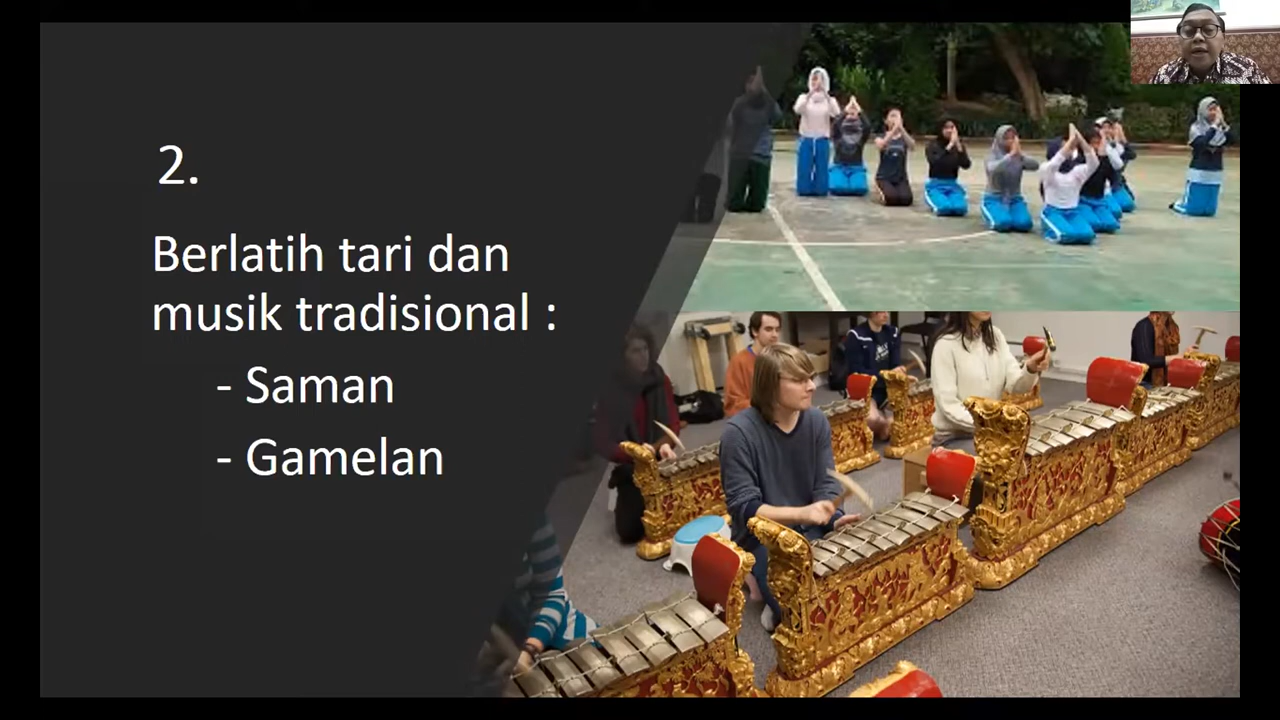 2.
Berlatih tari dan
musik tradisional :
- Saman
- Gamelan